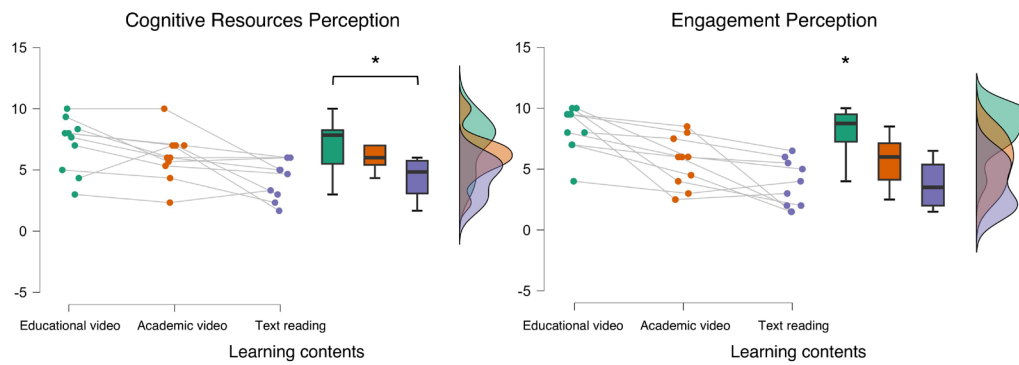 Cognitive Resources Perception
15
*
10
5
0
-5
Educational video Academic video Text reading
Learning contents
Engagement Perception
15
*
10
5
0
-5
Educational video Academic video Text reading
Learning contents